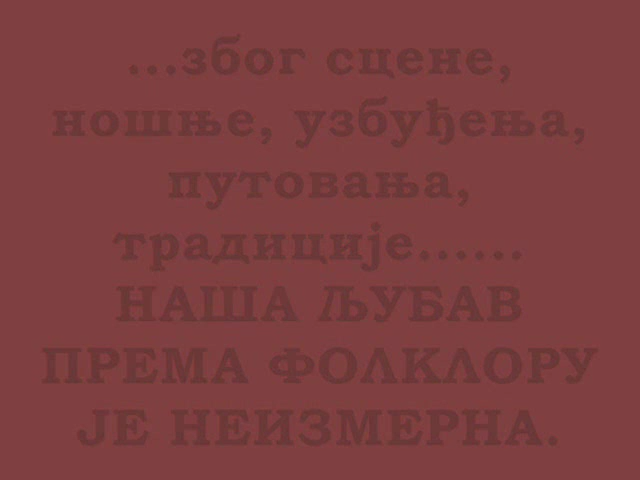 ...због сцене,
ношње, узбуђења,
путовања,
традиције......
НАША ЉУБАВ
ПРЕМА ФОЛКЛОРУ
ЈЕ НЕИЗМЕРНА.